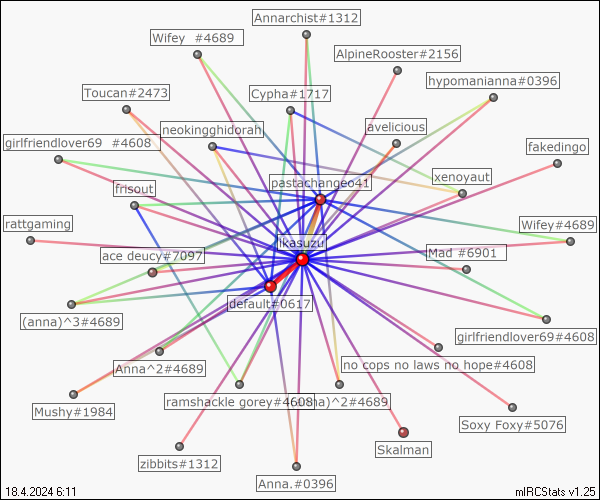 Annarchist#1312
Wifey  #4689
AlpineRooster#2156
hypomanianna#0396
Toucan#2473
Cypha#1717
neokingghidorah
avelicious
girlfriendlover69  #4608
fakedingo
xenoyaut
pastachangeo41
frisout
rattgaming
Wifey#4689
likasuzu
ace deucy#7097
Mad #6901
default#0617
(anna)^3#4689
girlfriendlover69#4608
Anna^2#4689
no cops no laws no hope#4608
ramshackle gorey#4608
)^2#4689
Mushy#1984
Soxy Foxy#5076
Skalman
zibbits#1312
Anna.#0396
18.4.2024 6:11
mIRCStats v1.25